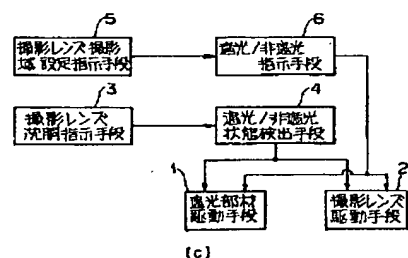 5
撮影レンズ撮影
域設定指示手段
6
遮光/非遮光
指示手段
3
撮影レンズ
沈胴指示手段
4
遮光/非遮光
状態検出手段
1
遮光部材
駆動手段
2
撮影レンズ
駆動手段
(c)